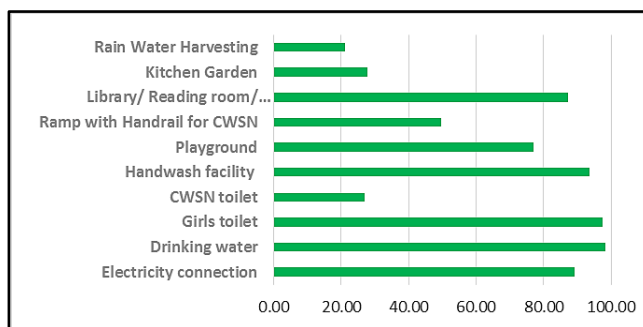 Rain Water Harvesting
Kitchen Garden
Library/ Reading room/...
Ramp with Handrail for CWSN
Playground
Handwash facility
CWSN toilet
Girls toilet
Drinking water
Electricity connection
0.00 20.00 40.00 60.00 80.00 100.00